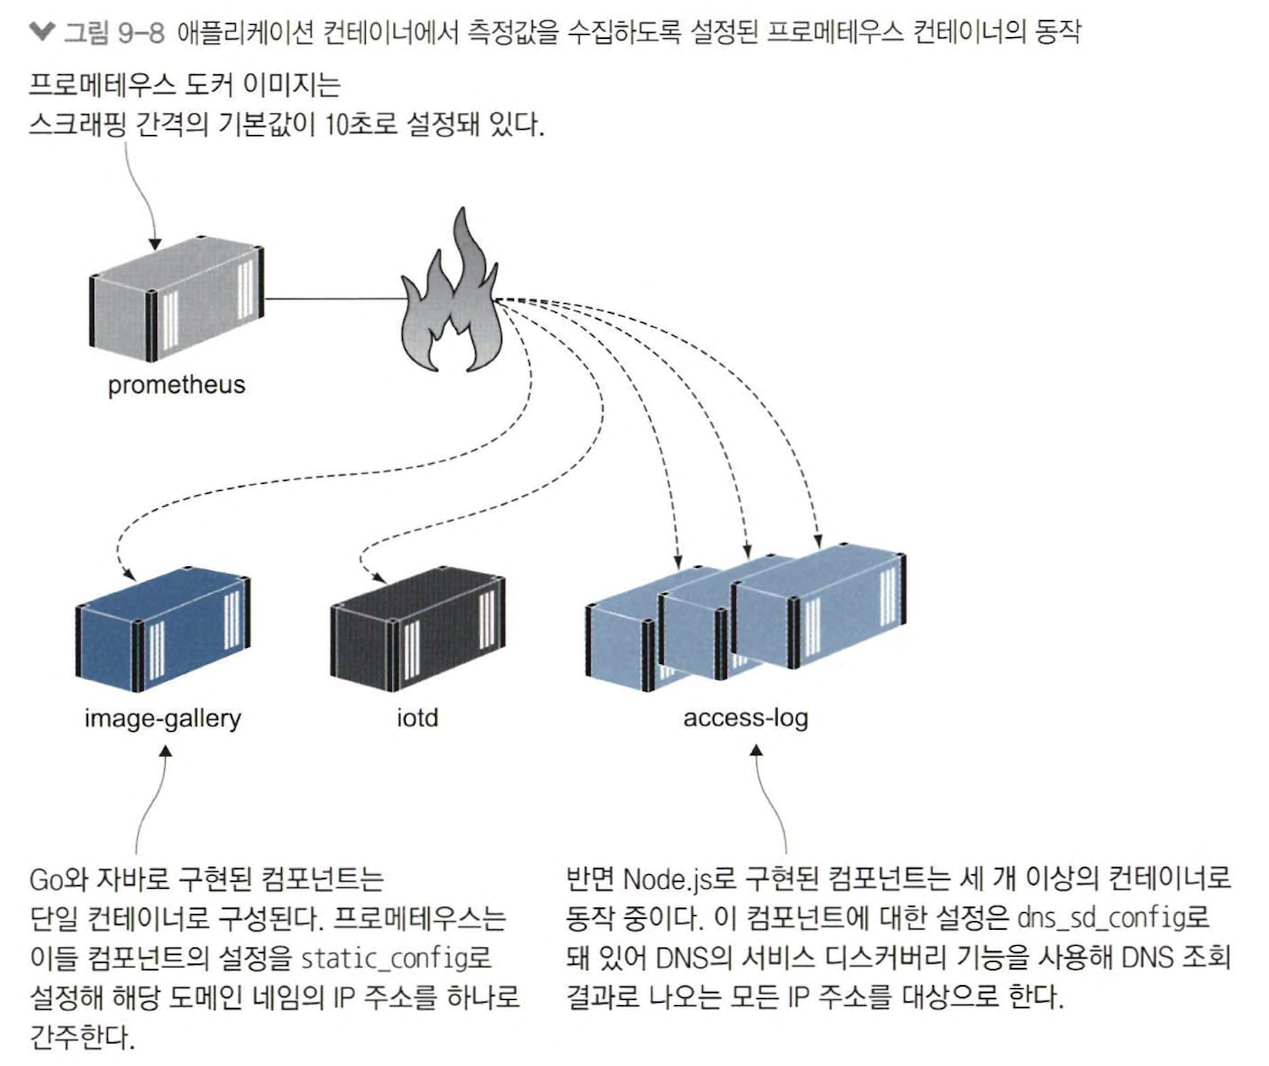 그림 9-8 애플리케이션 컨테이너에서 측정값을 수집하도록 설정된 프로메테우스 컨테이너의 동작
프로메테우스 도커 이미지는
스크래핑 간격의 기본값이 10초로 설정돼 있다.
prometheus
image-gallery
iotd
access-log
Go와 자바로 구현된 컴포넌트는
단일 컨테이너로 구성된다. 프로메테우스는
이들 컴포넌트의 설정을 static_config로
설정해 해당 도메인 네임의 IP 주소를 하나로
간주한다.
반면 Node.js로 구현된 컴포넌트는 세 개 이상의 컨테이너로
동작 중이다. 이 컴포넌트에 대한 설정은 dns_sd_config로
돼 있어 DNS의 서비스 디스커버리 기능을 사용해 DNS 조회
결과로 나오는 모든 IP 주소를 대상으로 한다.